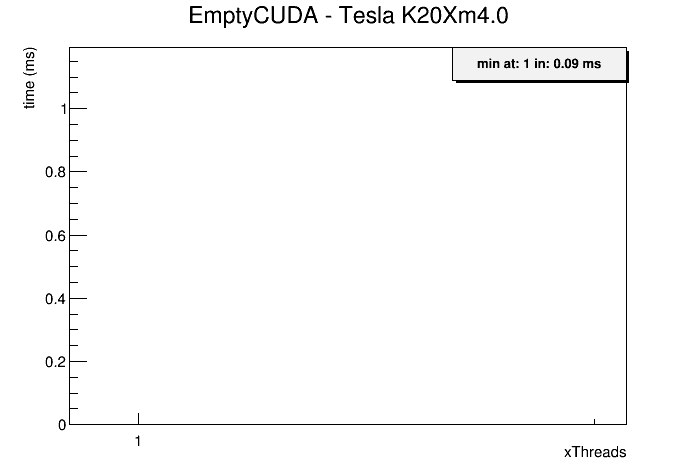 EmptyCUDA - Tesla K20Xm4.0
time (ms)
min at: 1 in: 0.09 ms
1
0.8
0.6
0.4
0.2
0
1
xThreads